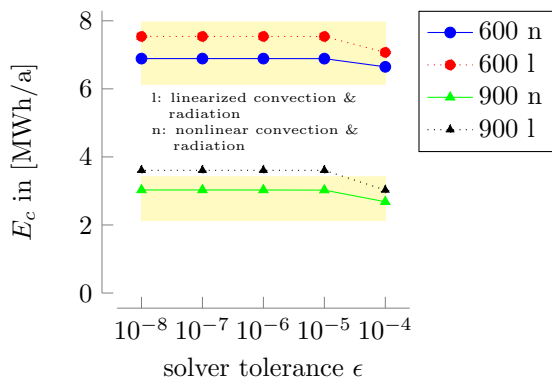 8
6
4
2
0
E_c in [MWh/a]
l: linearized convection &
radiation
n: nonlinear convection &
radiation
10^{-8} 10^{-7} 10^{-6} 10^{-5} 10^{-4}
solver tolerance ϵ
600 n
600 l
900 n
900 l